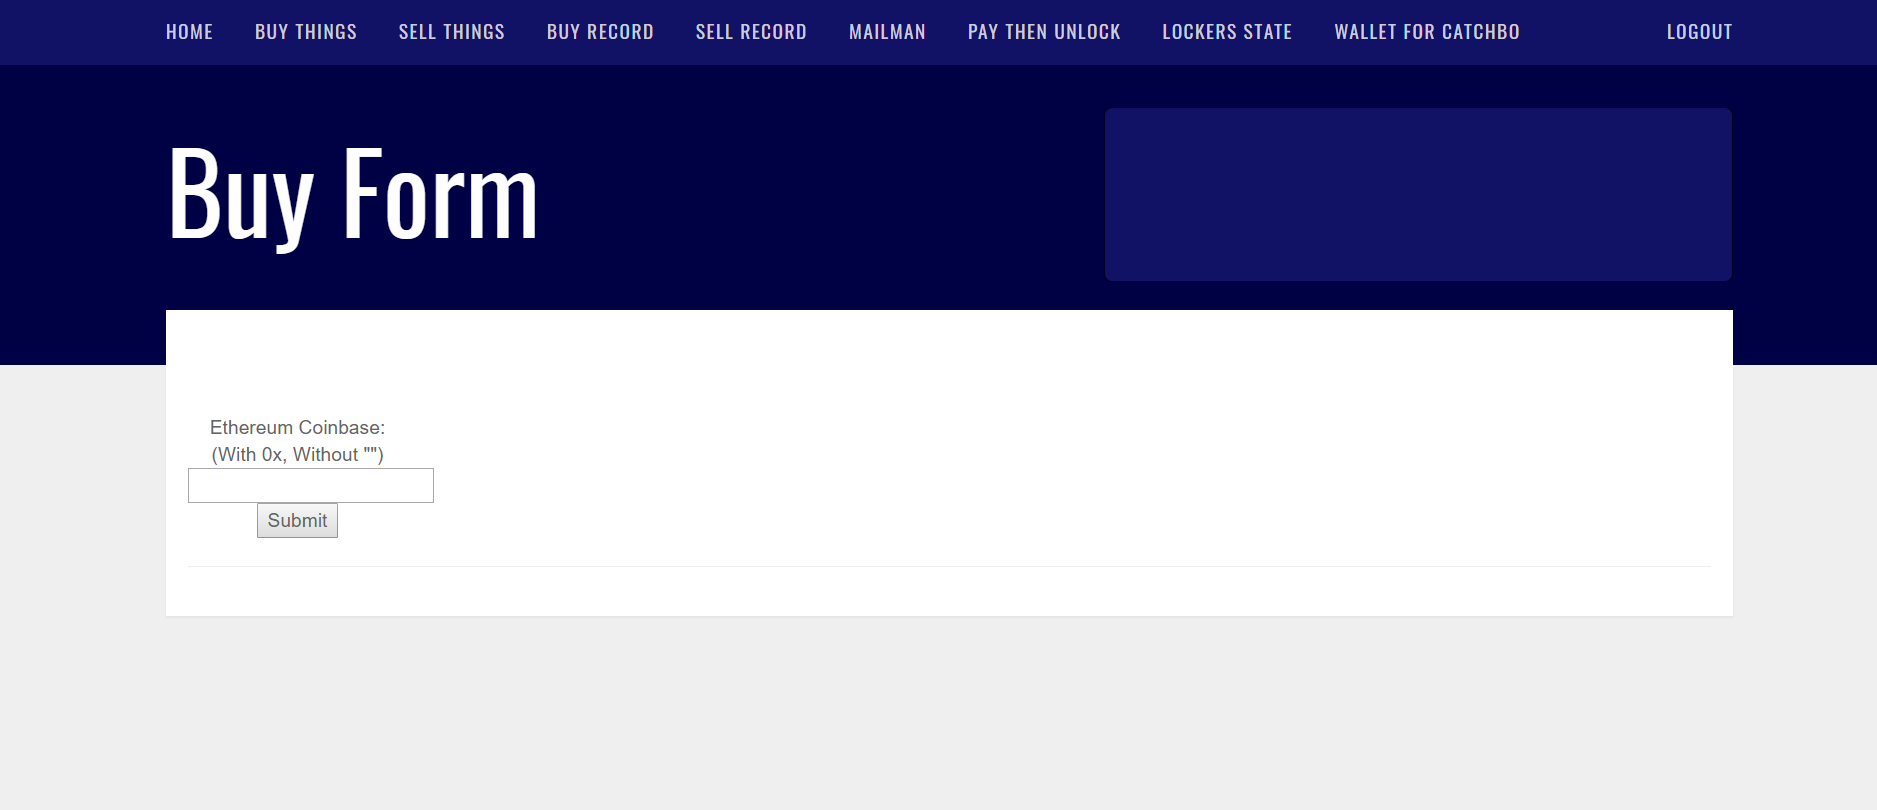 HOME BUY THINGS SELL THINGS BUY RECORD SELL RECORD MAILMAN PAY THEN UNLOCK LOCKERS STATE WALLET FOR CATCHBO LOGOUT
Buy Form
Ethereum Coinbase:
(With 0x, Without "")
Submit